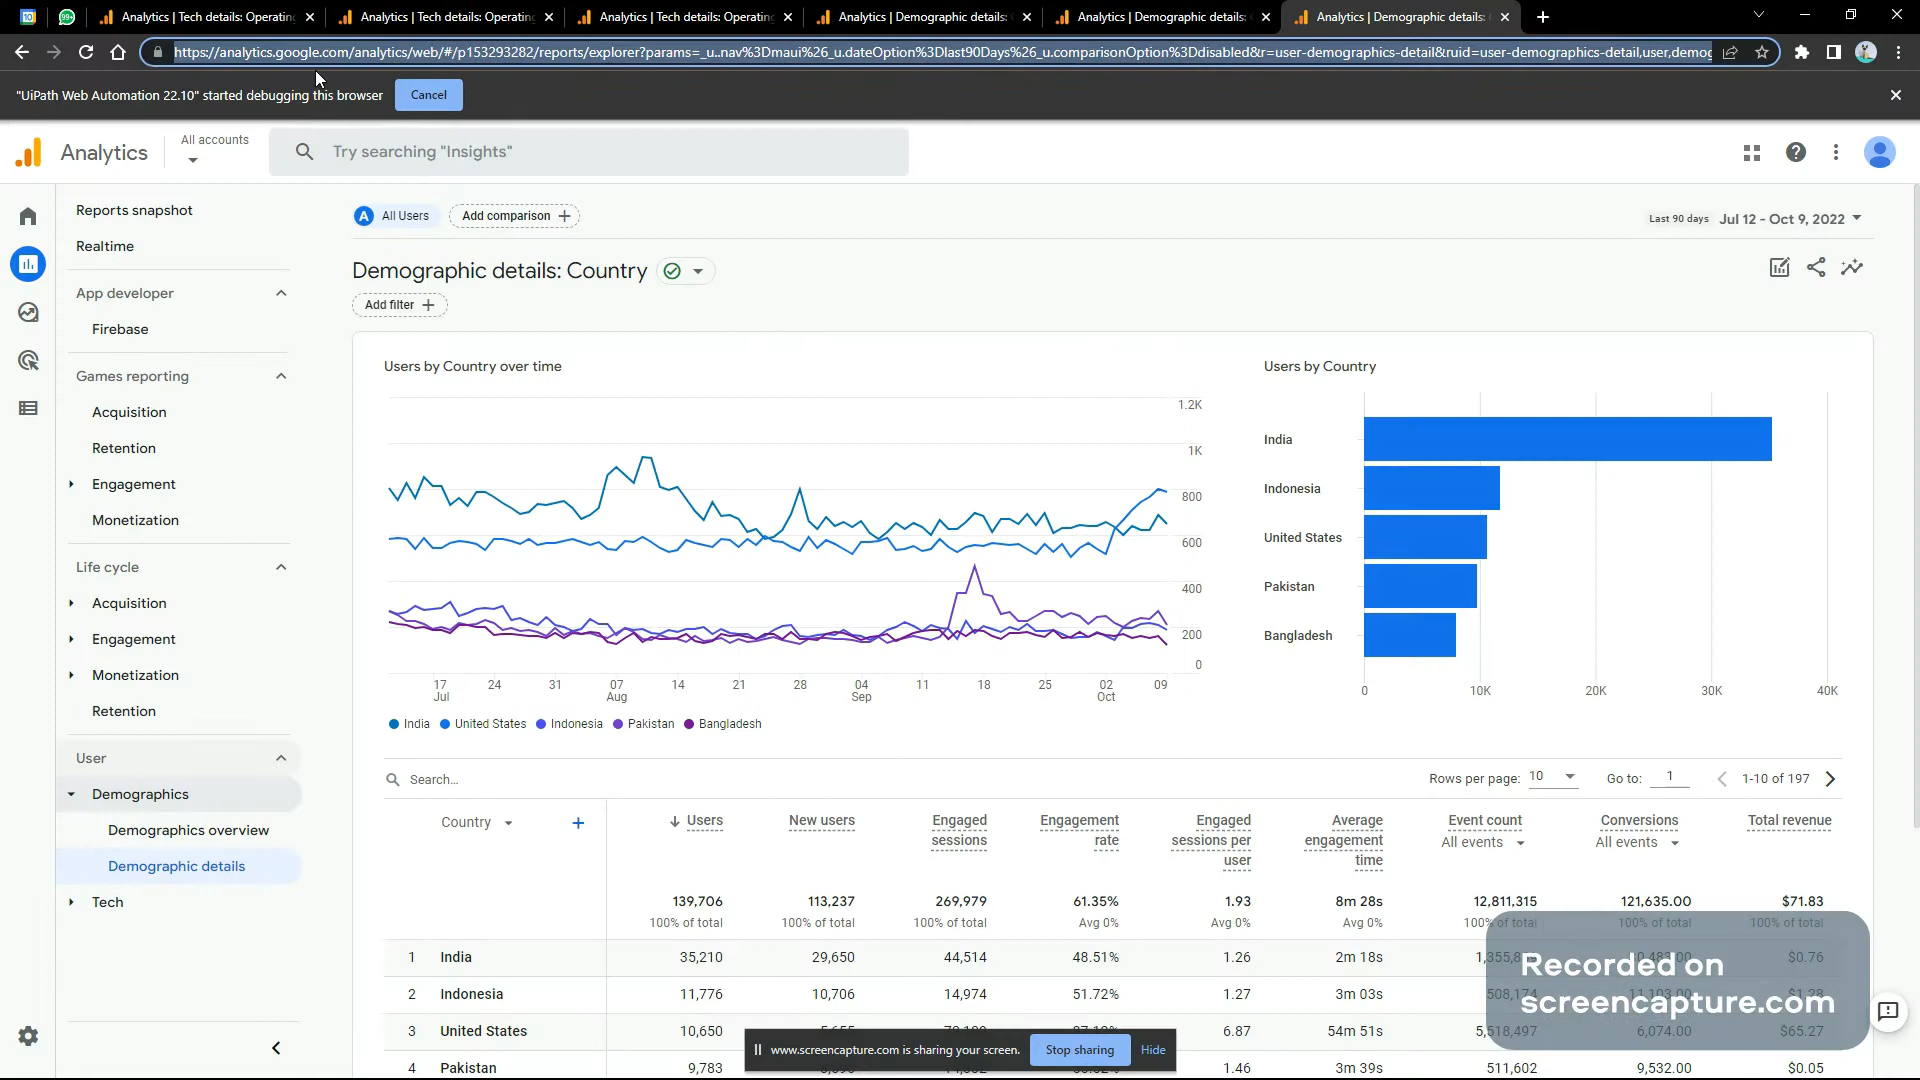 Analytics | Tech details: Operating
Analytics | Tech details: Operating
Analytics | Tech details: Operating
Analytics | Demographic details:
Analytics | Demographic details:
Analytics | Demographic details:
https://analytics.google.com/analytics/web/#/p153293282/reports/explorer?params=_u..nav%3Dmaui%26_u.dateOption%3Dlast90Days%26_u.comparisonOption%3Ddisabled&r=user-demographics-detail&ruid=user-demographics-detail,user,demog
"UiPath Web Automation 22.10" started debugging this browser
Cancel
Analytics
All accounts
Try searching "Insights"
Reports snapshot
Realtime
App developer
Firebase
Games reporting
Acquisition
Retention
Engagement
Monetization
Life cycle
Acquisition
Engagement
Monetization
Retention
User
Demographics
Demographics overview
Demographic details
Tech
A All Users
Add comparison
Last 90 days Jul 12 - Oct 9, 2022
Demographic details: Country
Add filter
Users by Country over time
1.2K
1K
800
600
400
200
0
17 24 31 07 14 21 28 04 11 18 25 02 09
Jul Aug Sep Oct
India United States Indonesia Pakistan Bangladesh
Users by Country
India
Indonesia
United States
Pakistan
Bangladesh
0 10K 20K 30K 40K
Search...
Rows per page: 10 Go to: 1 1-10 of 197
Country
Users
New users
Engaged sessions
Engagement rate
Engaged sessions per user
Average engagement time
Event count
All events
Conversions
All events
Total revenue
139,706 113,237 269,979 61.35% 1.93 8m 28s 12,811,315 121,635.00 $71.83
100% of total 100% of total 100% of total Avg 0% Avg 0% Avg 0% 100% of total 100% of total 100% of total
1 India 35,210 29,650 44,514 48.51% 1.26 2m 18s $0.76
2 Indonesia 11,776 10,706 14,974 51.72% 1.27 3m 03s 508,174 11,103.00 $1.28
3 United States 10,650 6.87 54m 51s 5,518,497 6,074.00 $65.27
4 Pakistan 9,783 1.46 3m 39s 511,602 9,532.00 $0.05
Recorded on
screencapture.com
www.screencapture.com is sharing your screen.
Stop sharing
Hide